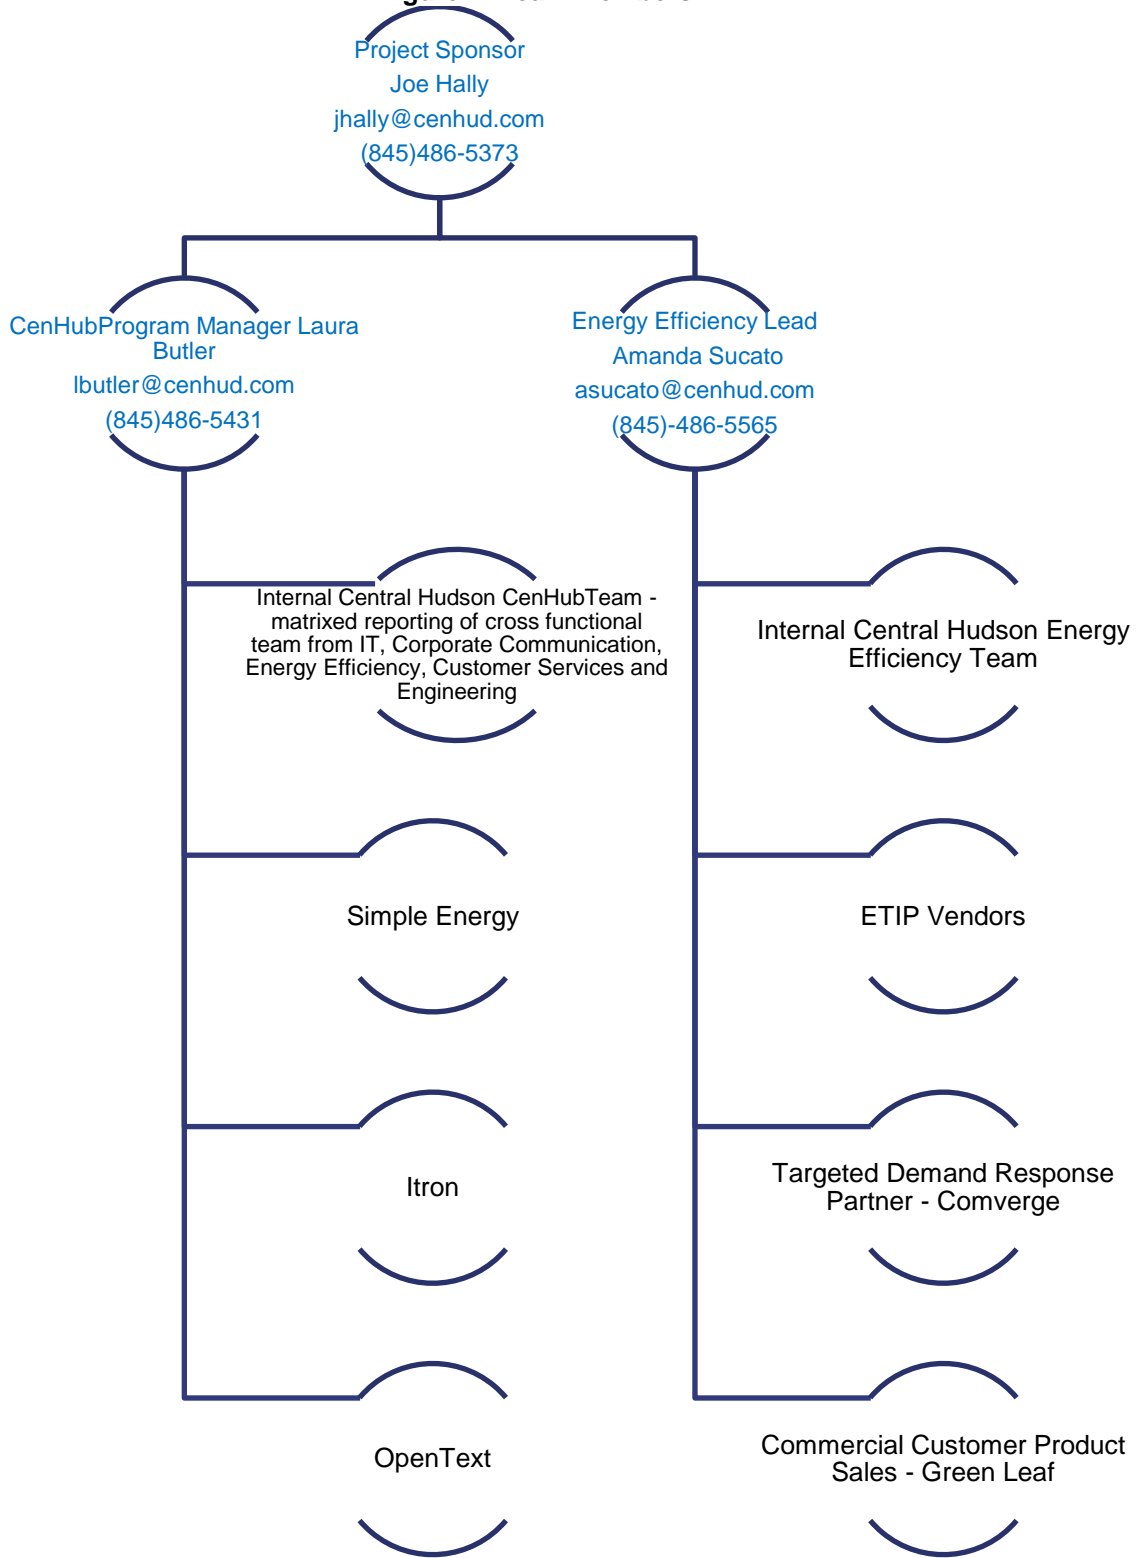 Project Sponsor
Joe Hally
jhally@cenhud.com
(845)486-5373
CenHubProgram Manager Laura
Butler
lbutler@cenhud.com
(845)486-5431
Energy Efficiency Lead
Amanda Sucato
asucato@cenhud.com
(845)-486-5565
Internal Central Hudson CenHubTeam -
matrixed reporting of cross functional
team from IT, Corporate Communication,
Energy Efficiency, Customer Services and
Engineering
Internal Central Hudson Energy
Efficiency Team
Simple Energy
ETIP Vendors
Itron
Targeted Demand Response
Partner - Comverge
OpenText
Commercial Customer Product
Sales - Green Leaf